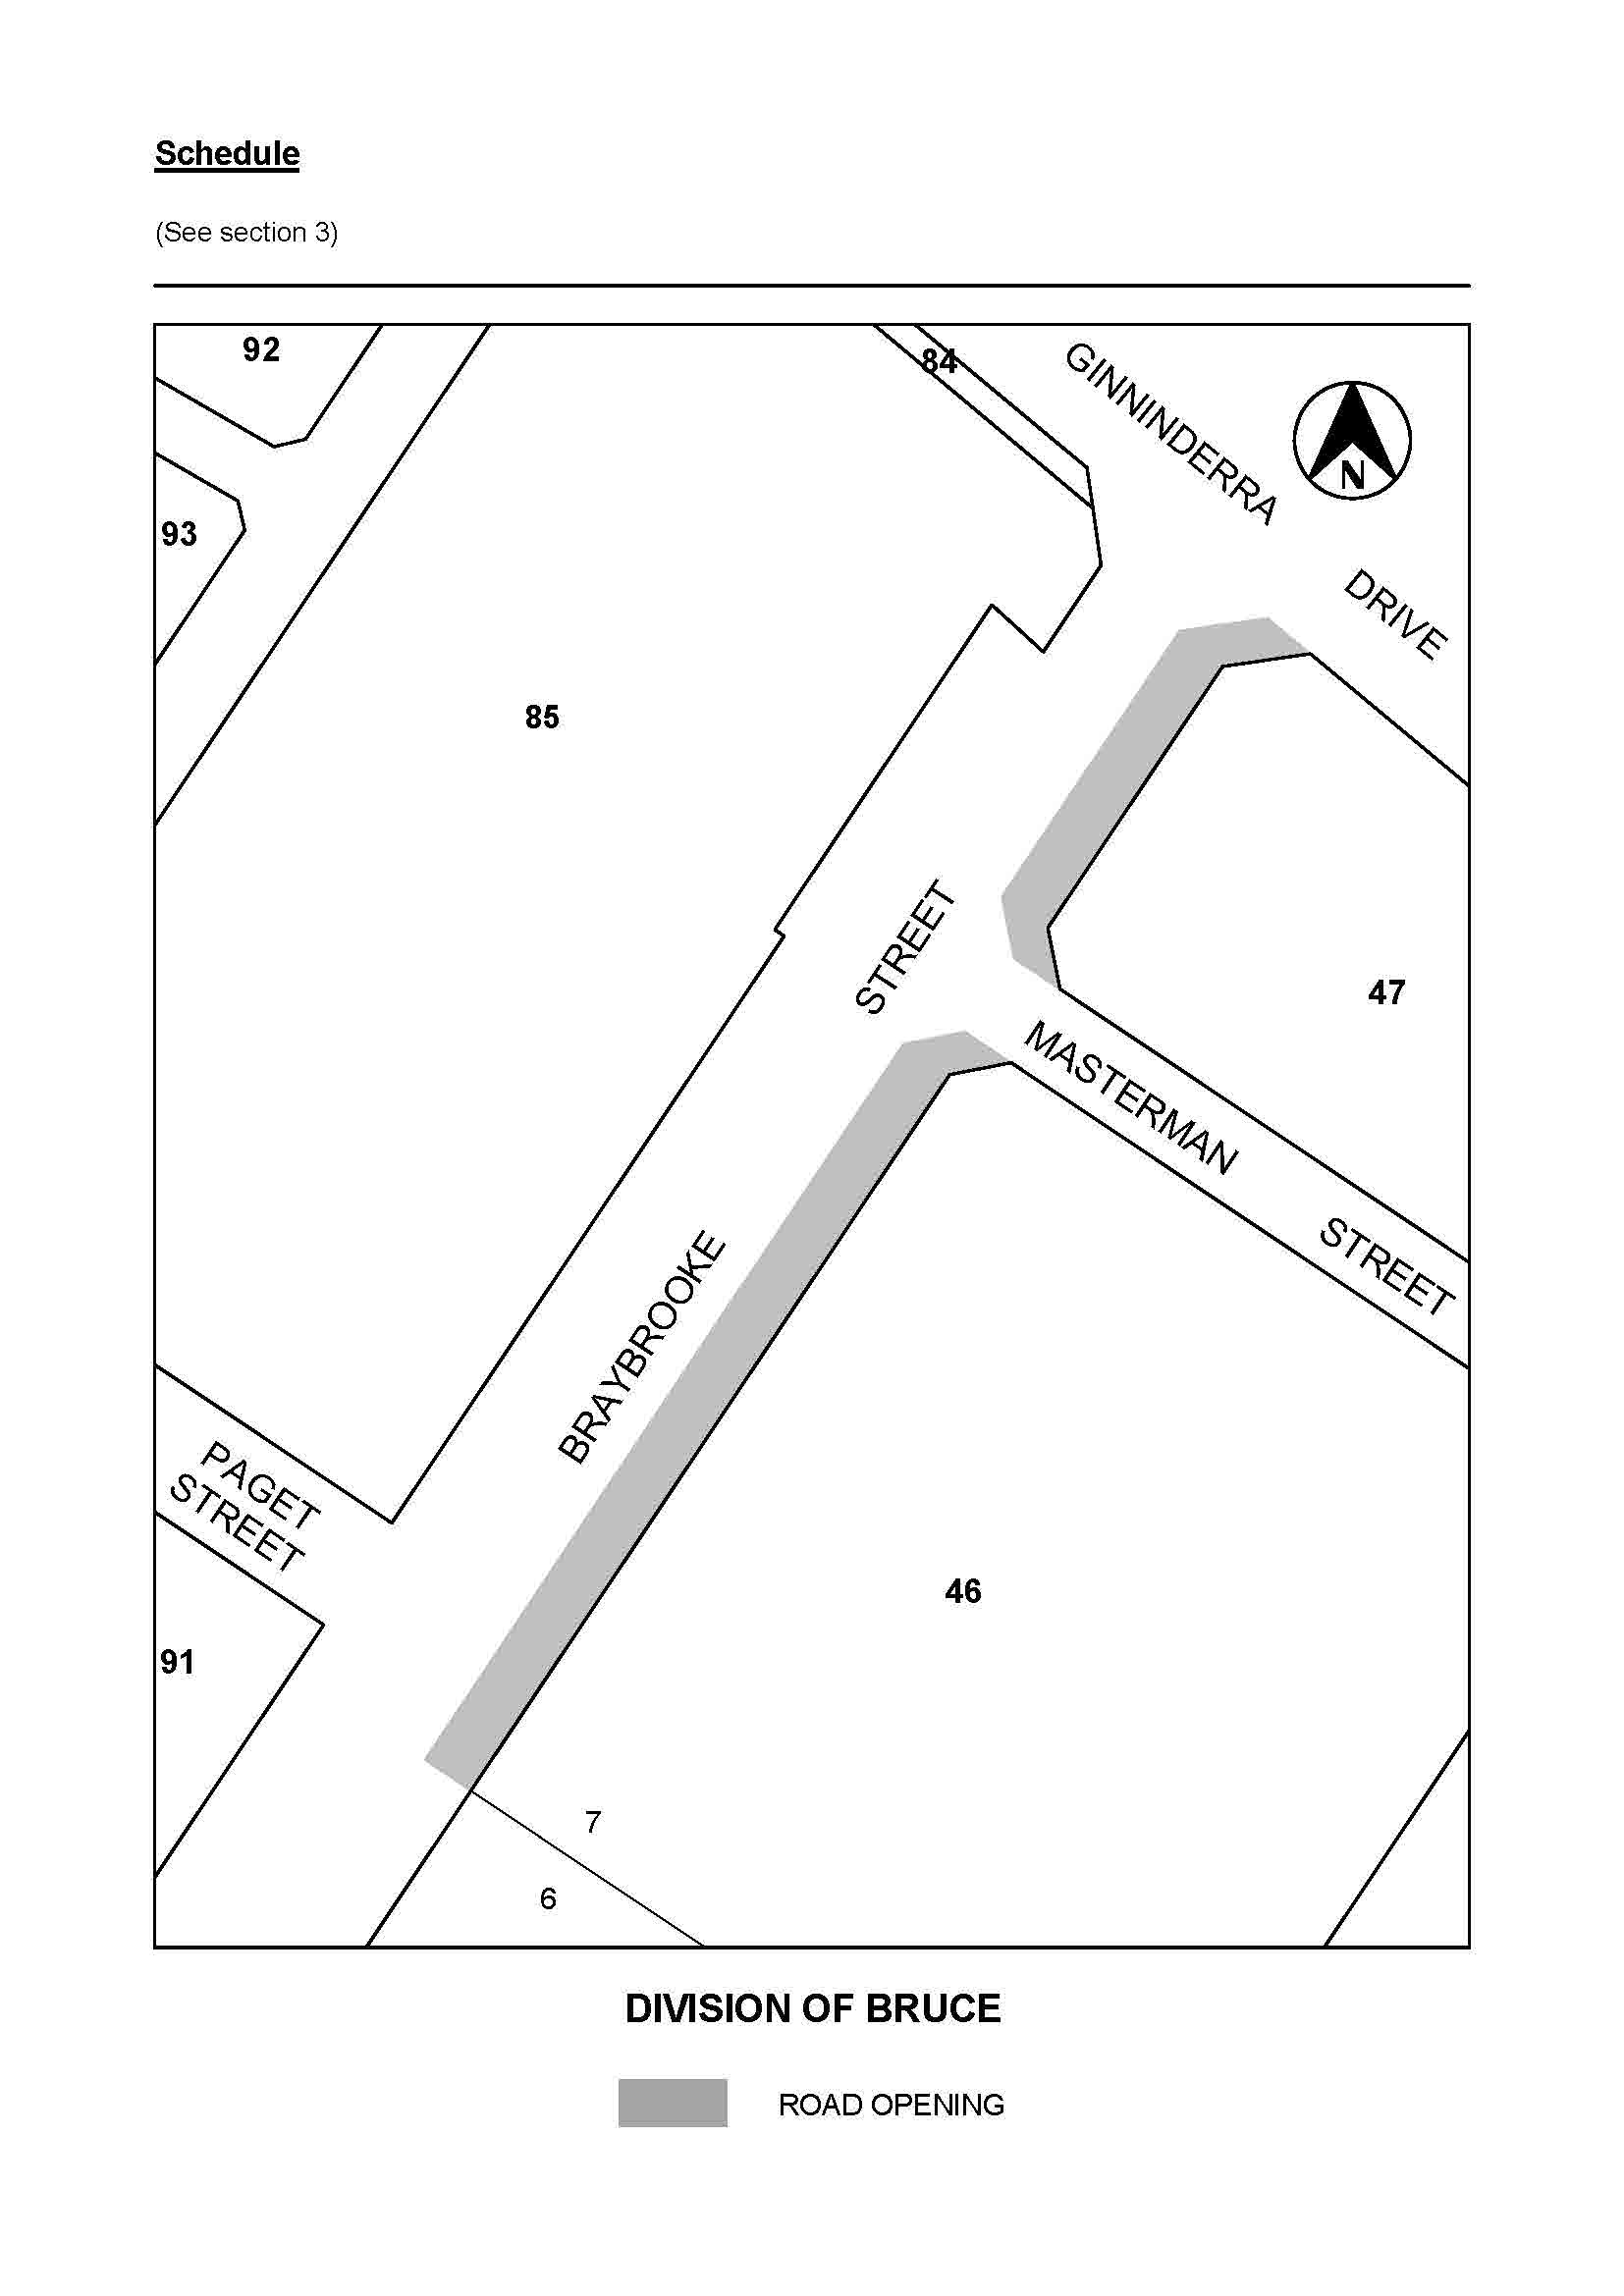 Schedule
(See section 3)
92
84
GINNINDERRA
DRIVE
N
93
85
STREET
47
MASTERMAN
STREET
BRAYBROOKE
PAGET
STREET
46
91
7
6
DIVISION OF BRUCE
ROAD OPENING